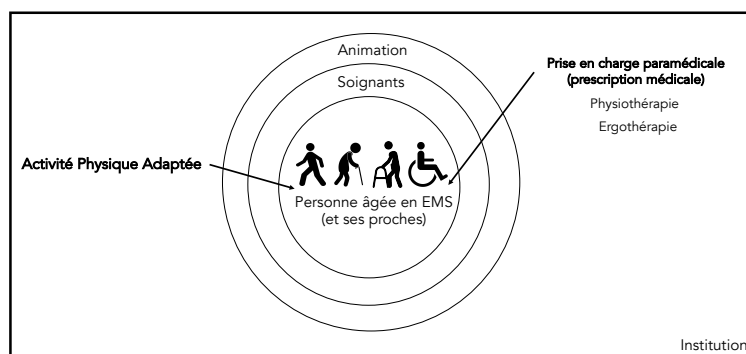 Animation
Soignants
Prise en charge paramédicale
(prescription médicale)
Physiothérapie
Ergothérapie
Activité Physique Adaptée
Personne âgée en EMS
(et ses proches)
Institution